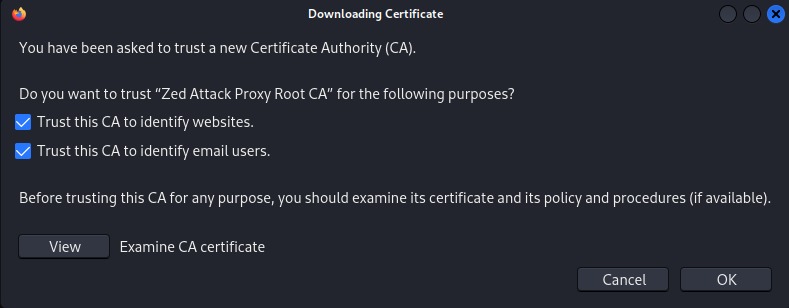 Downloading Certificate
You have been asked to trust a new Certificate Authority (CA).
Do you want to trust “Zed Attack Proxy Root CA” for the following purposes?
Trust this CA to identify websites.
Trust this CA to identify email users.
Before trusting this CA for any purpose, you should examine its certificate and its policy and procedures (if available).
View Examine CA certificate
Cancel OK